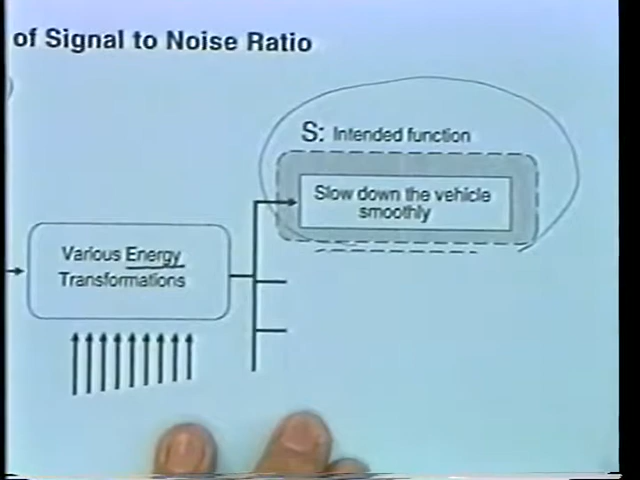 of Signal to Noise Ratio
S: Intended function
Slow down the vehicle
smoothly
Various Energy
Transformations